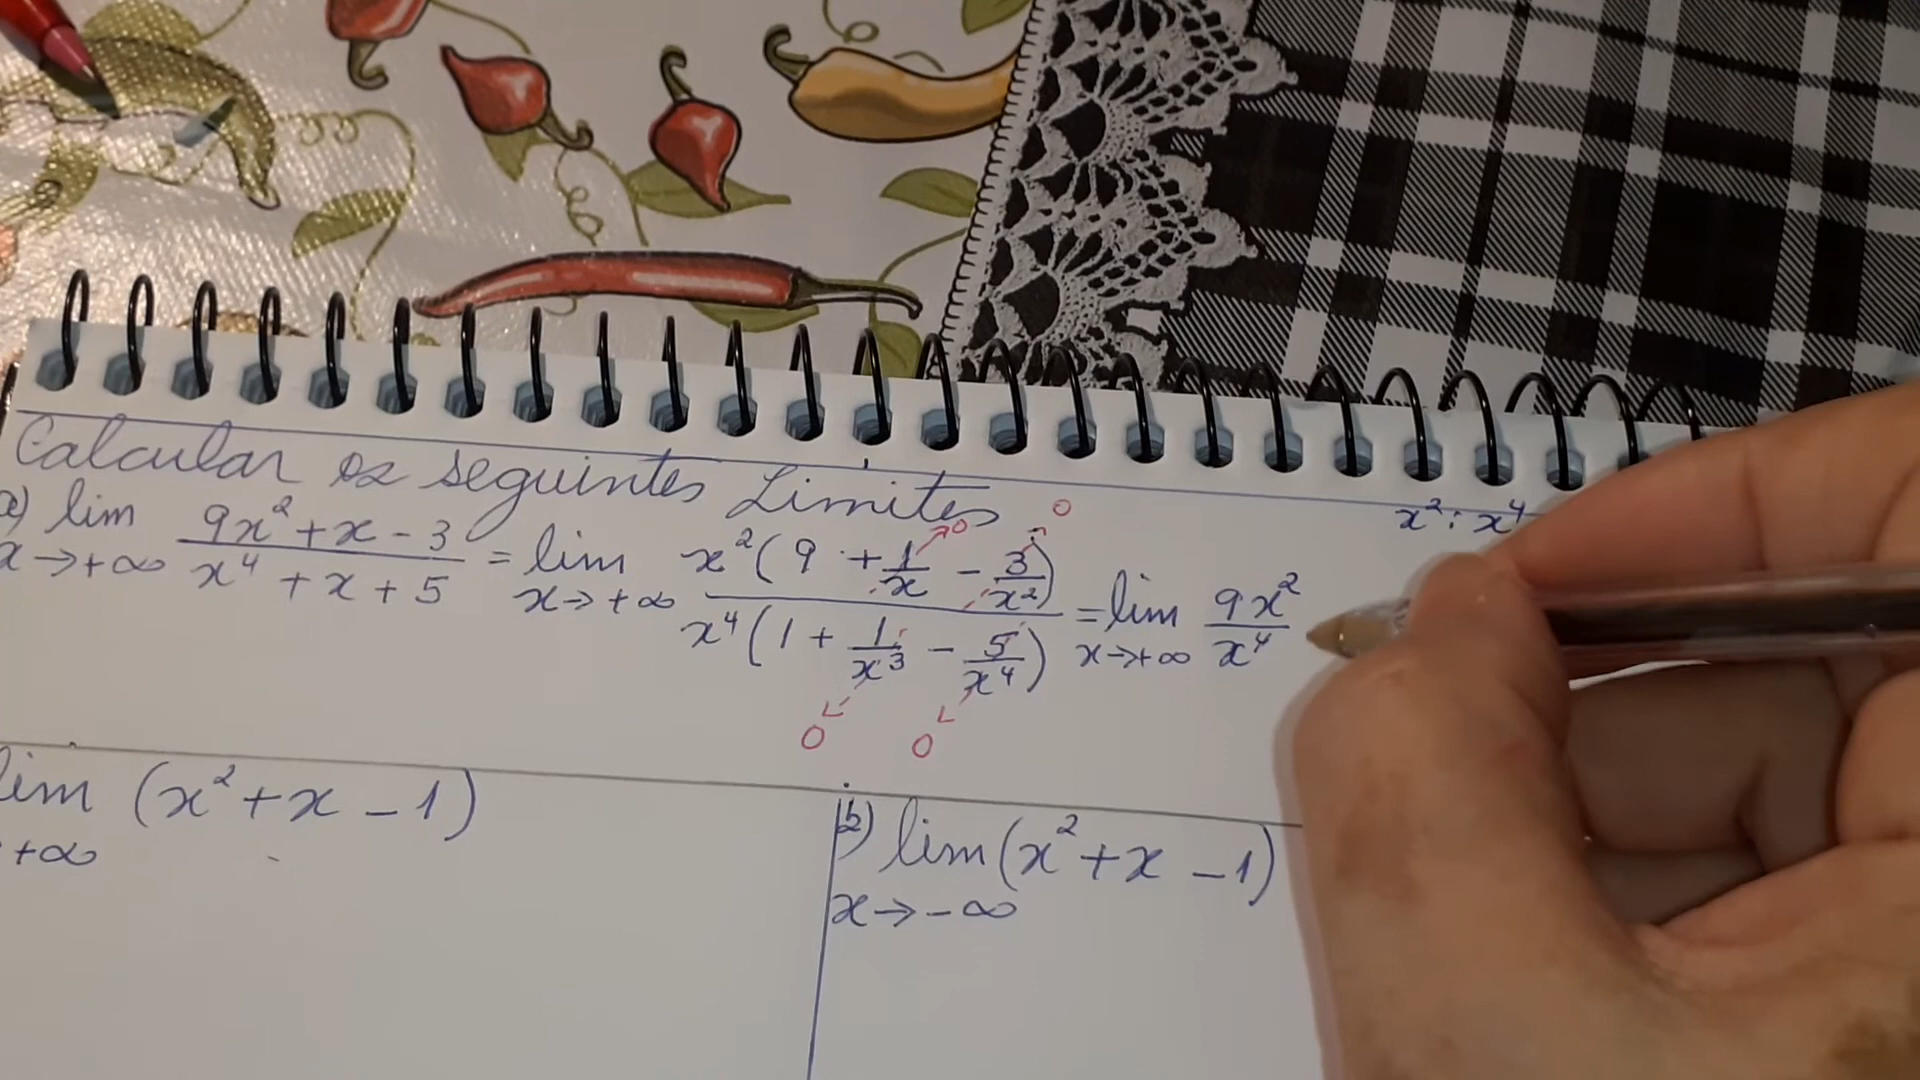 Calcular os seguintes Limites
x² : x⁴
a) lim x→+∞ (9x² + x - 3)/(x⁴ + x + 5) = lim x→+∞ x²(9 + 1/x - 3/x²)/x⁴(1 + 1/x³ - 5/x⁴) = lim x→+∞ 9x²/x⁴
0 0
0 0
lim (x² + x - 1)
+∞
b) lim (x² + x - 1)
x→-∞